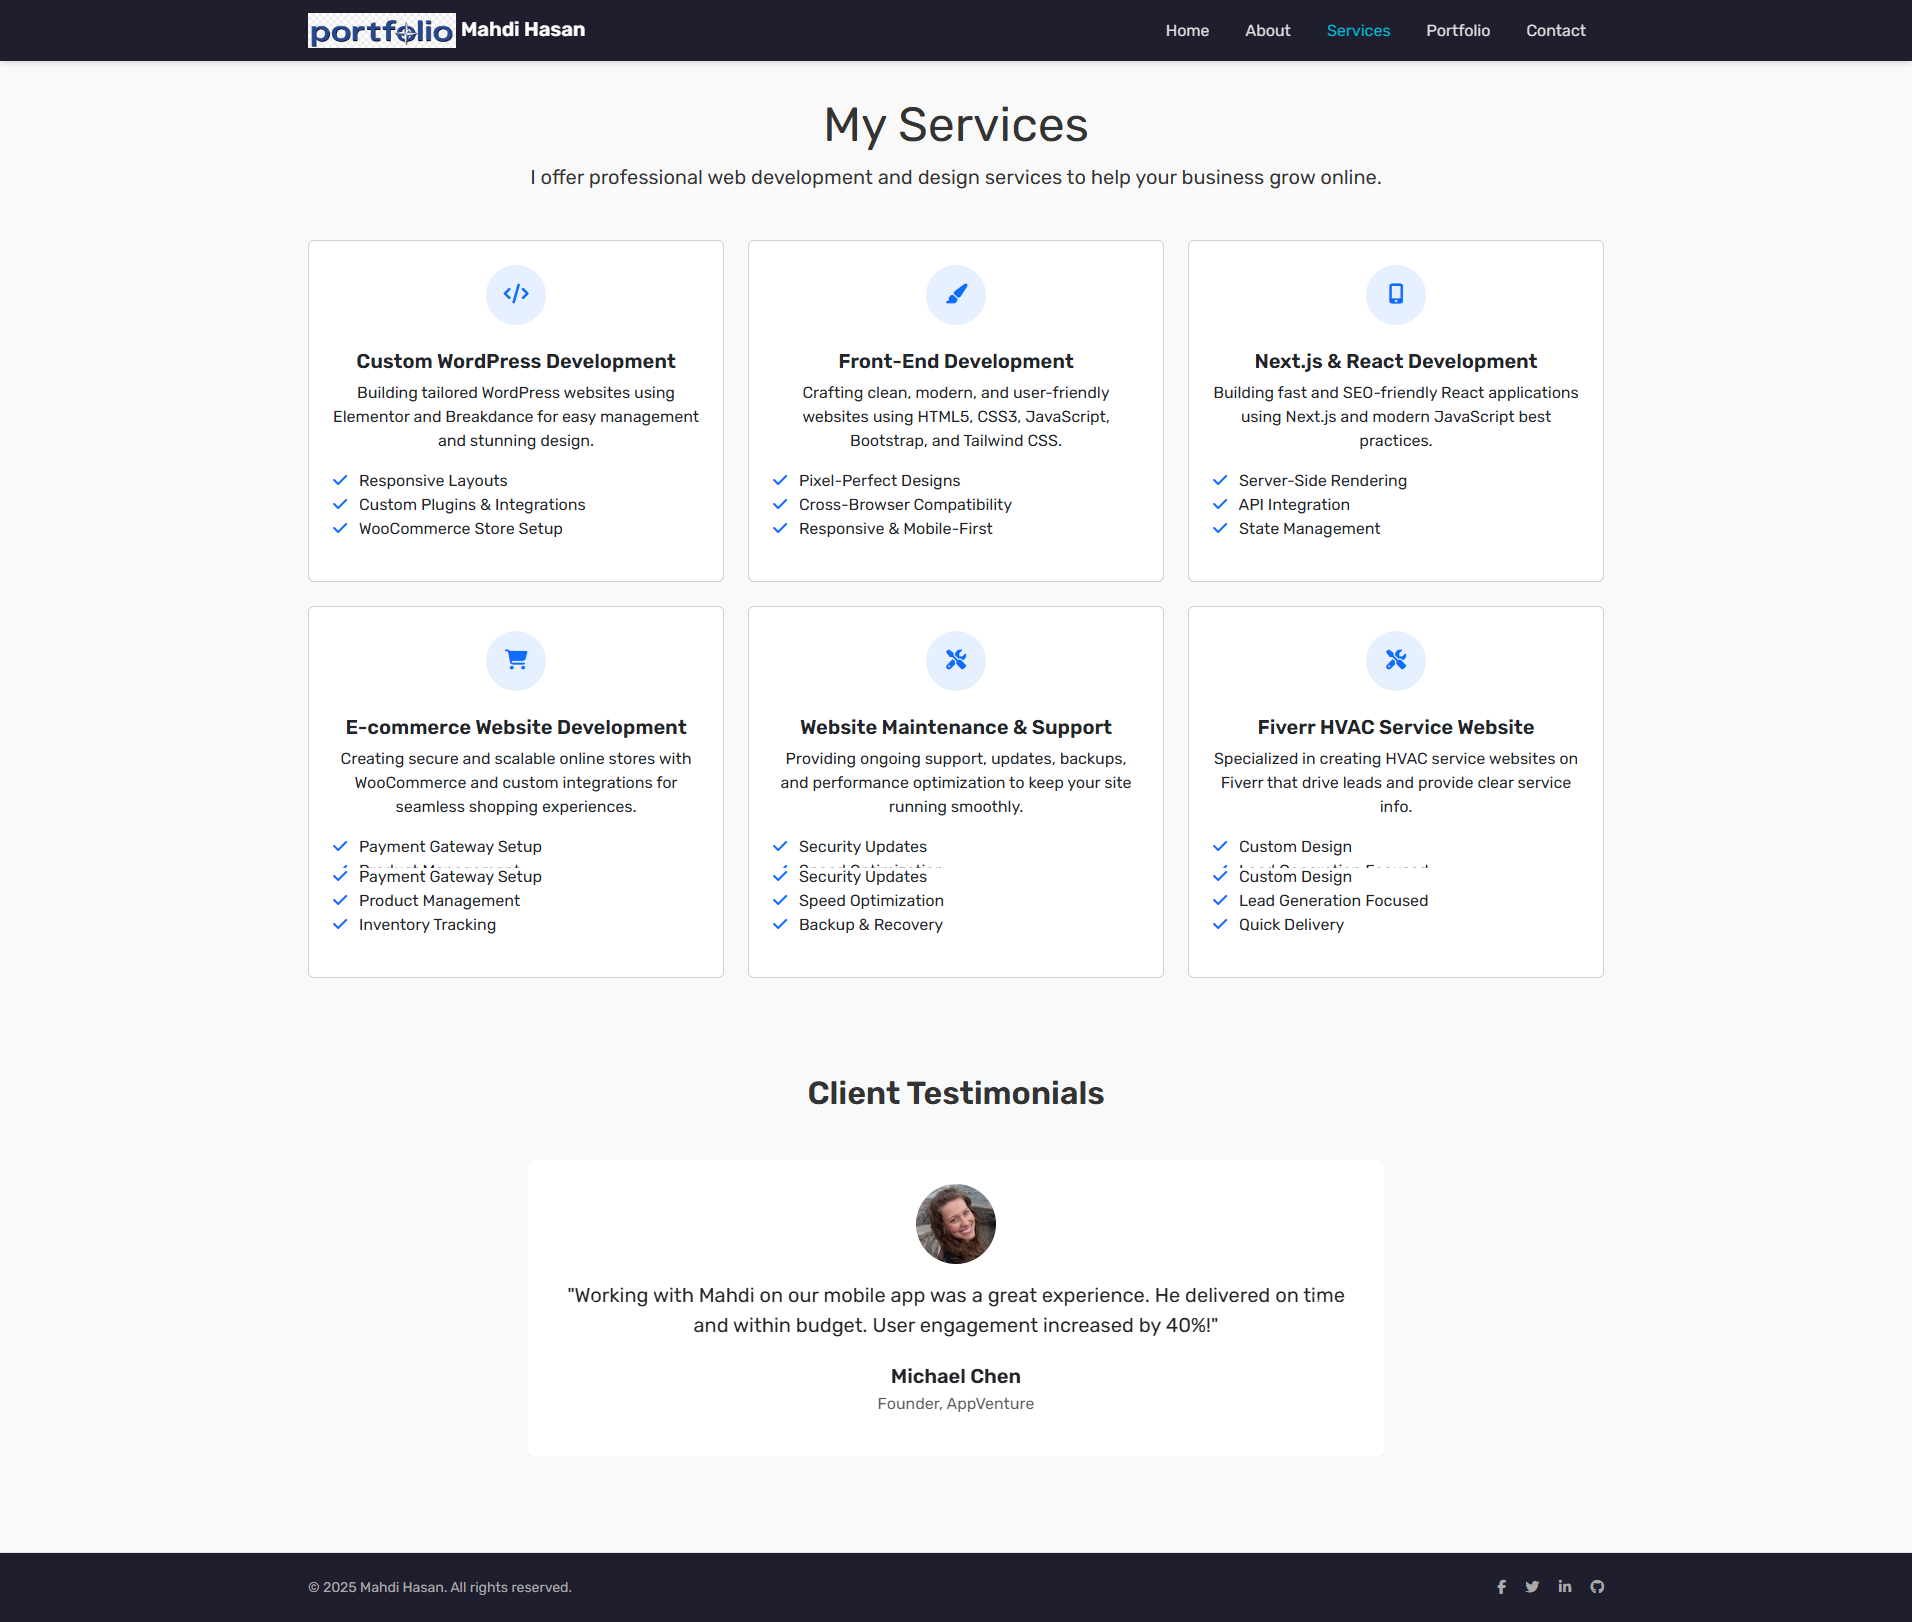 portfolio Mahdi Hasan
Home About Services Portfolio Contact
My Services
I offer professional web development and design services to help your business grow online.
Custom WordPress Development
Building tailored WordPress websites using
Elementor and Breakdance for easy management
and stunning design.
Responsive Layouts
Custom Plugins & Integrations
WooCommerce Store Setup
Front-End Development
Crafting clean, modern, and user-friendly
websites using HTML5, CSS3, JavaScript,
Bootstrap, and Tailwind CSS.
Pixel-Perfect Designs
Cross-Browser Compatibility
Responsive & Mobile-First
Next.js & React Development
Building fast and SEO-friendly React applications
using Next.js and modern JavaScript best
practices.
Server-Side Rendering
API Integration
State Management
E-commerce Website Development
Creating secure and scalable online stores with
WooCommerce and custom integrations for
seamless shopping experiences.
Payment Gateway Setup
Product Management
Payment Gateway Setup
Product Management
Inventory Tracking
Website Maintenance & Support
Providing ongoing support, updates, backups,
and performance optimization to keep your site
running smoothly.
Security Updates
Speed Optimization
Security Updates
Speed Optimization
Backup & Recovery
Fiverr HVAC Service Website
Specialized in creating HVAC service websites on
Fiverr that drive leads and provide clear service
info.
Custom Design
Lead Generation Focused
Custom Design
Lead Generation Focused
Quick Delivery
Client Testimonials
"Working with Mahdi on our mobile app was a great experience. He delivered on time
and within budget. User engagement increased by 40%!"
Michael Chen
Founder, AppVenture
© 2025 Mahdi Hasan. All rights reserved.